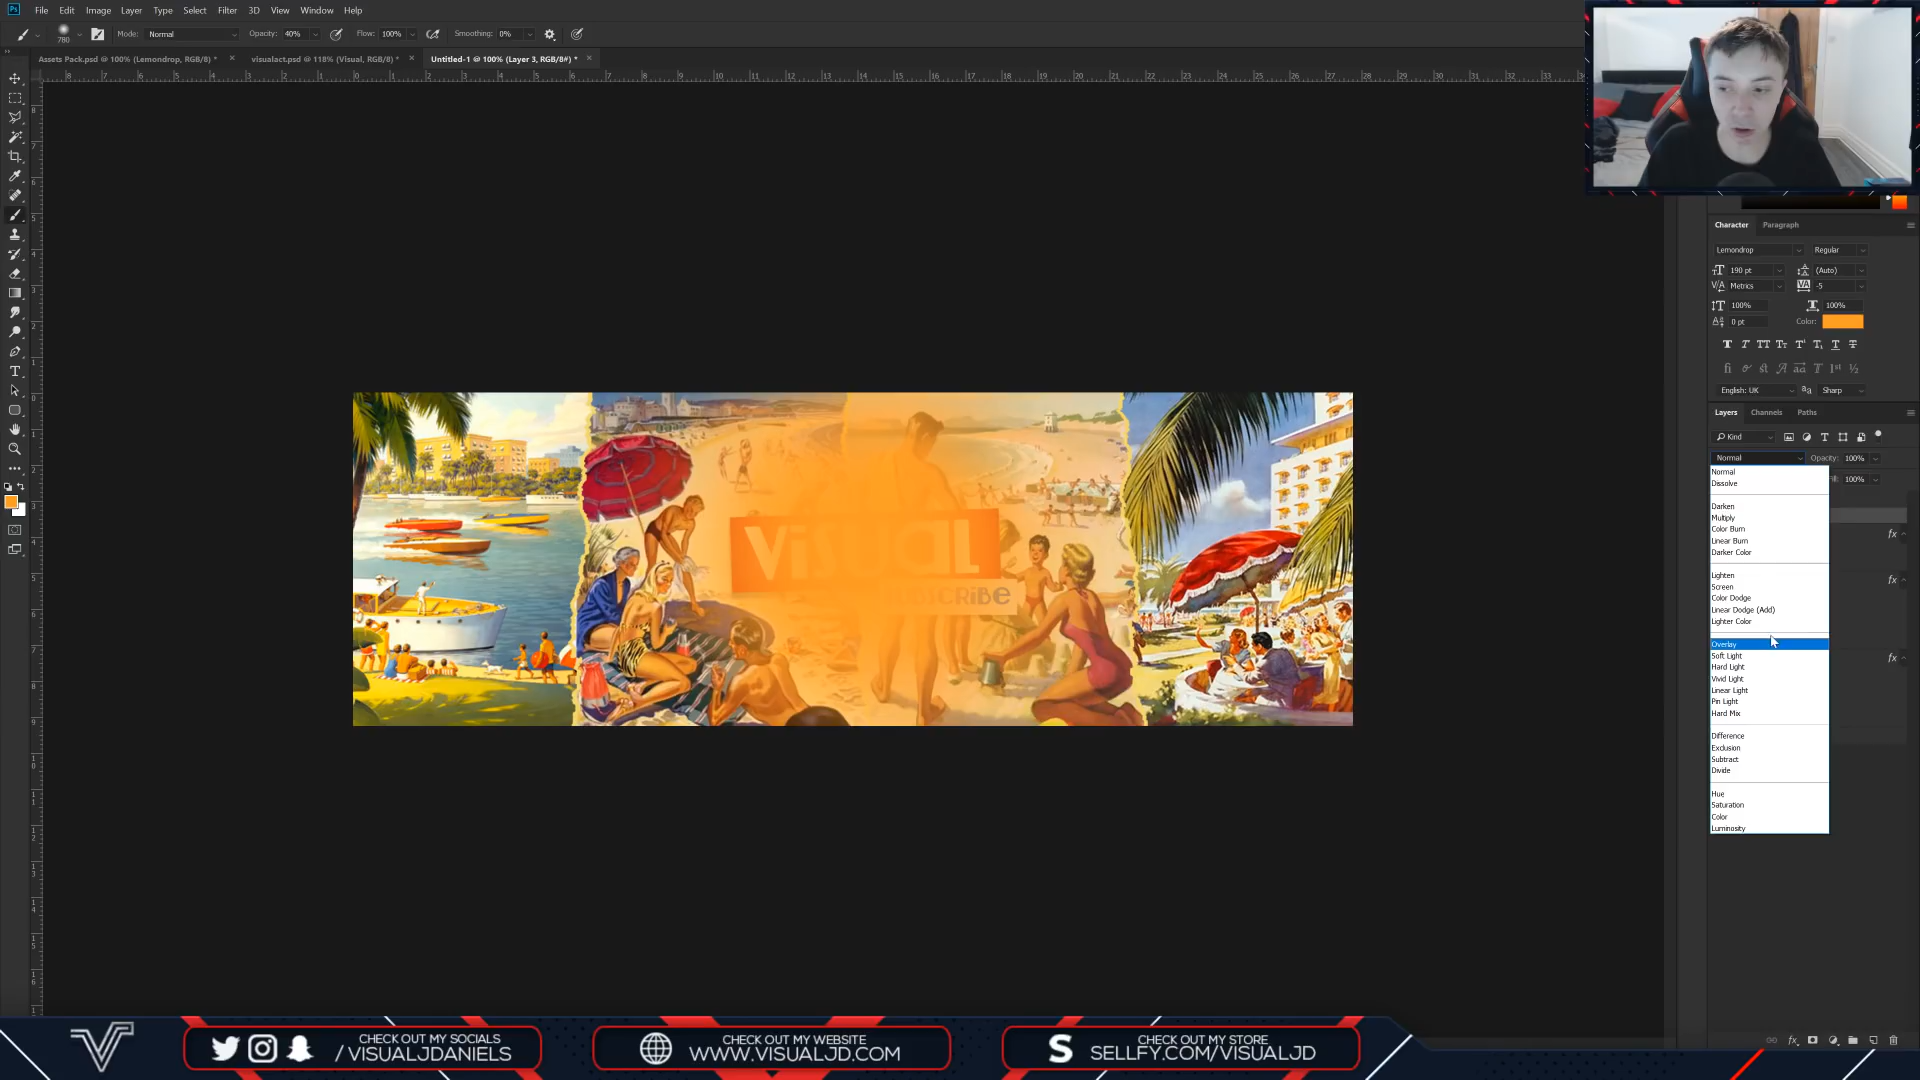 File Edit Image Layer Type Select Filter 3D View Window Help
780 Mode: Normal Opacity: 40% Flow: 100% Smoothing: 0%
Assets Pack.psd @ 100% (Lemondrop, RGB/8) * visualact.psd @ 118% (Visual, RGB/8) * Untitled-1 @ 100% (Layer 3, RGB/8#) *
Character Paragraph
Lemondrop Regular
190 pt (Auto)
Metrics -5
100% 100%
0 pt Color:
English: UK Sharp
Layers Channels Paths
Kind
Normal Opacity: 100%
Normal
Fill: 100%
Dissolve
Darken
Multiply
Color Burn
Linear Burn
Darker Color
Lighten
Screen
Color Dodge
Linear Dodge (Add)
Lighter Color
Overlay
Soft Light
Hard Light
Vivid Light
Linear Light
Pin Light
Hard Mix
Difference
Exclusion
Subtract
Divide
Hue
Saturation
Color
Luminosity
Visual
CHECK OUT MY SOCIALS
/ VISUALJDANIELS
CHECK OUT MY WEBSITE
WWW.VISUALJD.COM
CHECK OUT MY STORE
SELLFY.COM/VISUALJD